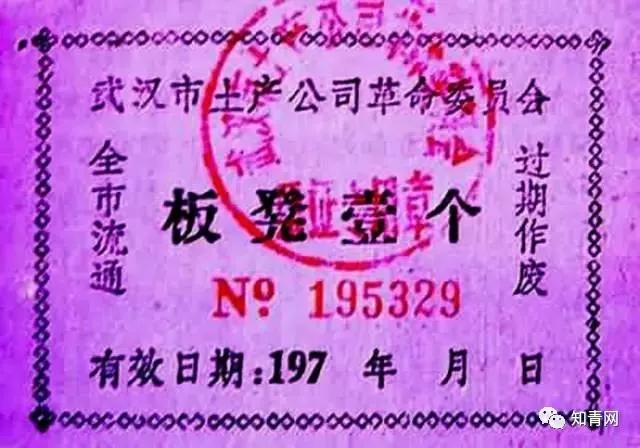 武汉市土产公司革命委员会
全市流通
板凳壹个
过期作废
Nº 195329
有效日期:197 年 月 日
知青网